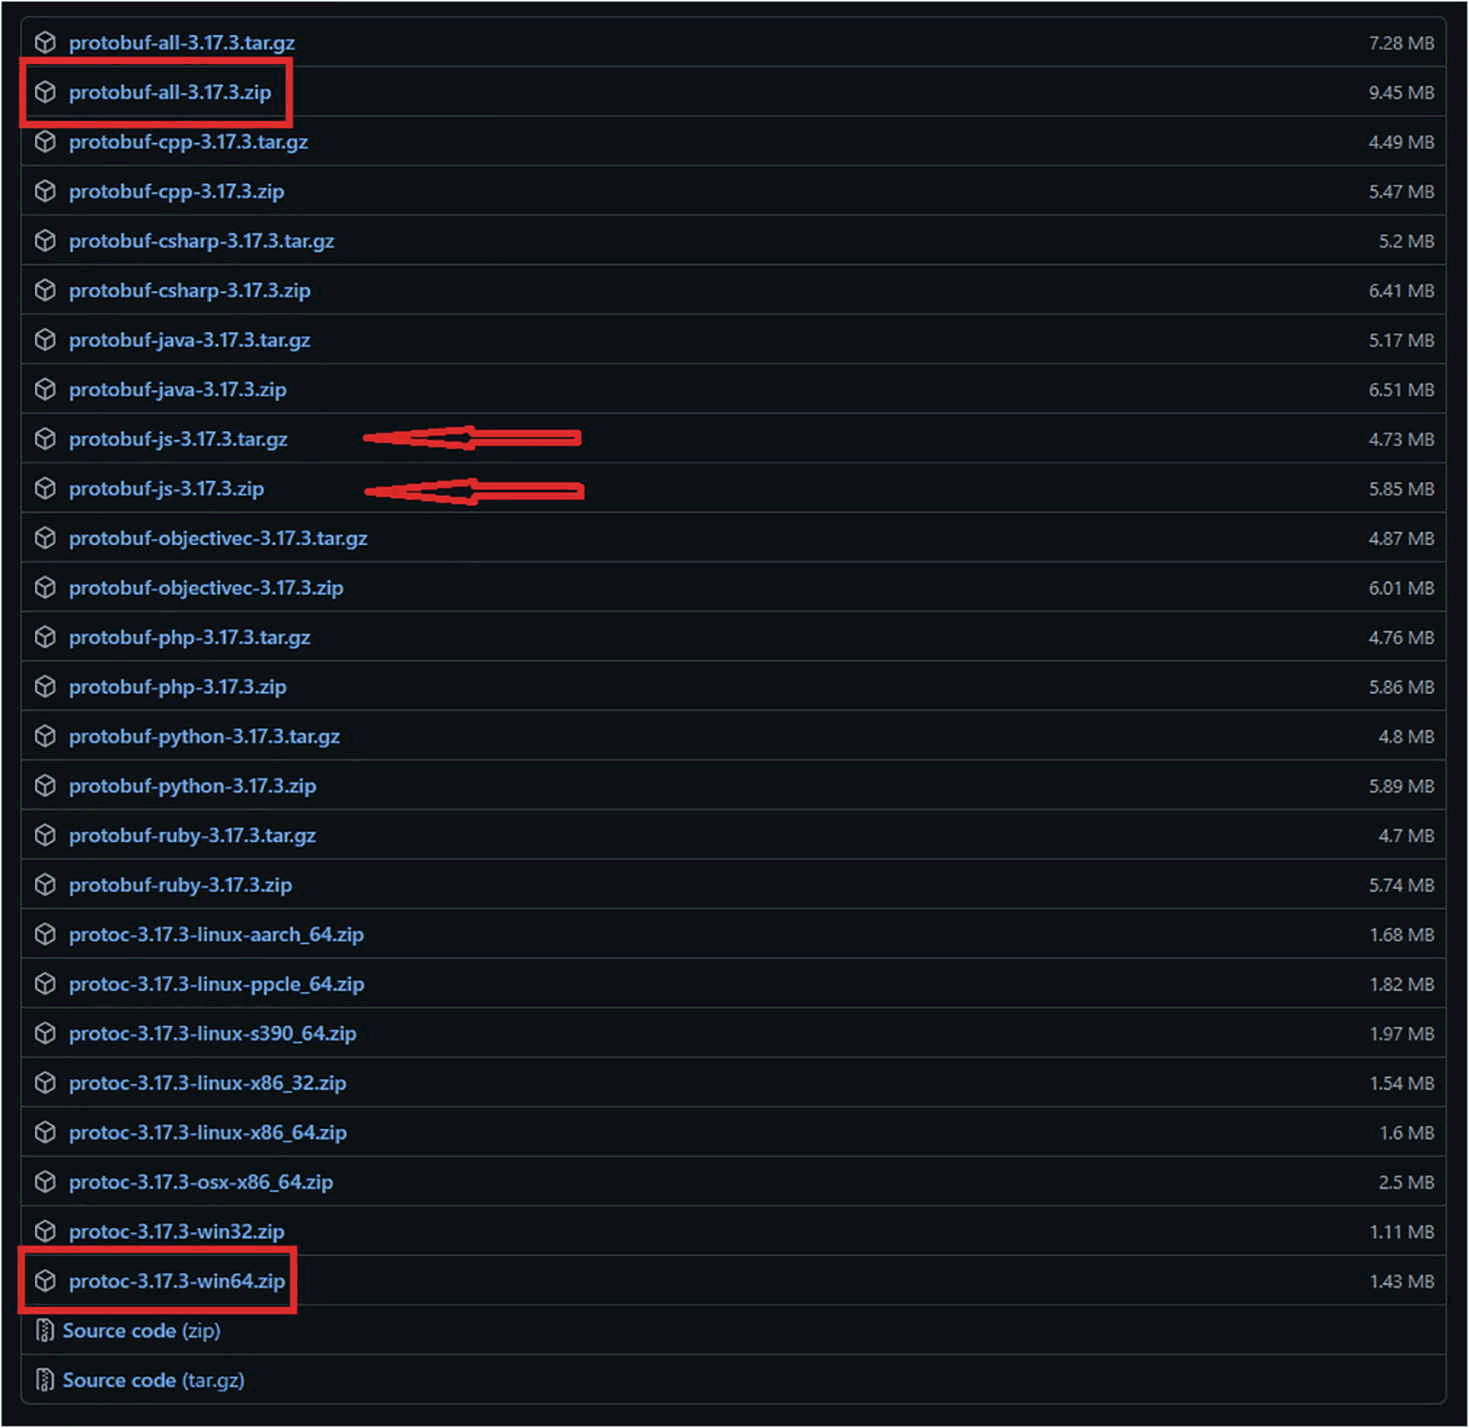 protobuf-all-3.17.3.tar.gz 7.28 MB
protobuf-all-3.17.3.zip 9.45 MB
protobuf-cpp-3.17.3.tar.gz 4.49 MB
protobuf-cpp-3.17.3.zip 5.47 MB
protobuf-csharp-3.17.3.tar.gz 5.2 MB
protobuf-csharp-3.17.3.zip 6.41 MB
protobuf-java-3.17.3.tar.gz 5.17 MB
protobuf-java-3.17.3.zip 6.51 MB
protobuf-js-3.17.3.tar.gz 4.73 MB
protobuf-js-3.17.3.zip 5.85 MB
protobuf-objectivec-3.17.3.tar.gz 4.87 MB
protobuf-objectivec-3.17.3.zip 6.01 MB
protobuf-php-3.17.3.tar.gz 4.76 MB
protobuf-php-3.17.3.zip 5.86 MB
protobuf-python-3.17.3.tar.gz 4.8 MB
protobuf-python-3.17.3.zip 5.89 MB
protobuf-ruby-3.17.3.tar.gz 4.7 MB
protobuf-ruby-3.17.3.zip 5.74 MB
protoc-3.17.3-linux-aarch_64.zip 1.68 MB
protoc-3.17.3-linux-ppcle_64.zip 1.82 MB
protoc-3.17.3-linux-s390_64.zip 1.97 MB
protoc-3.17.3-linux-x86_32.zip 1.54 MB
protoc-3.17.3-linux-x86_64.zip 1.6 MB
protoc-3.17.3-osx-x86_64.zip 2.5 MB
protoc-3.17.3-win32.zip 1.11 MB
protoc-3.17.3-win64.zip 1.43 MB
Source code (zip)
Source code (tar.gz)